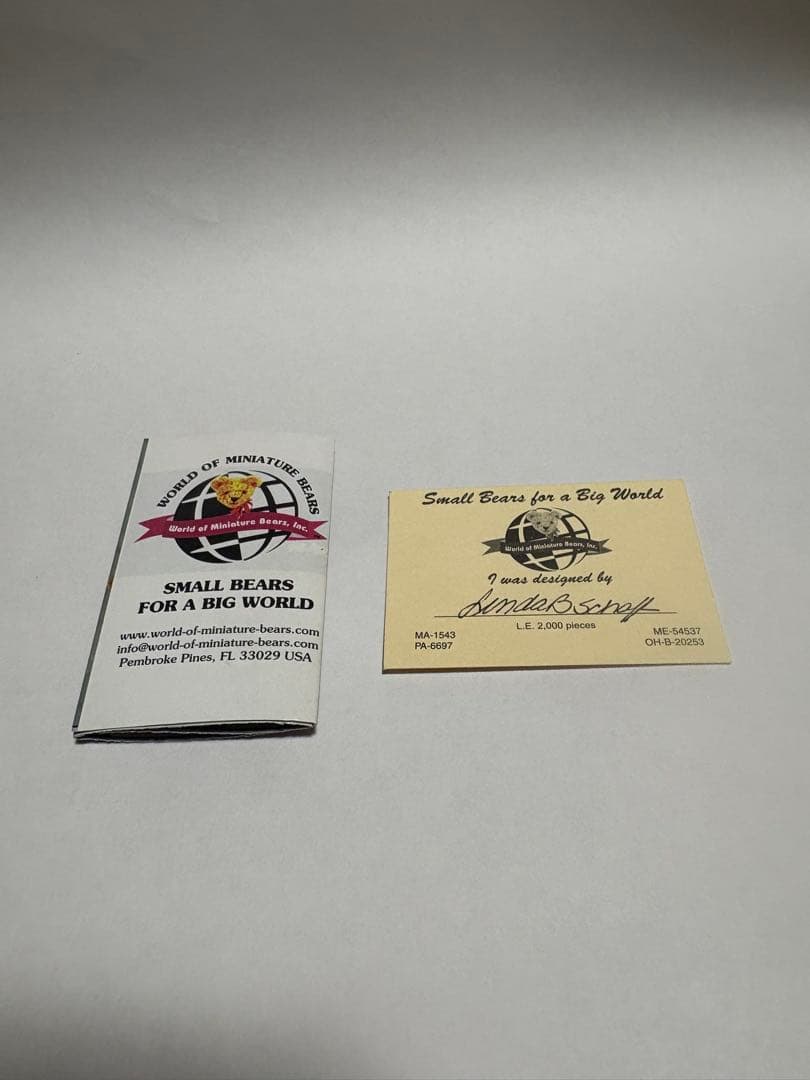 WORLD OF MINIATURE BEARS
World of Miniature Bears, Inc.
SMALL BEARS
FOR A BIG WORLD
www.world-of-miniature-bears.com
info@world-of-miniature-bears.com
Pembroke Pines, FL 33029 USA
Small Bears for a Big World
World of Miniature Bears, Inc.
I was designed by
L.E. 2,000 pieces
MA-1543
PA-6697
ME-54537
OH-B-20253